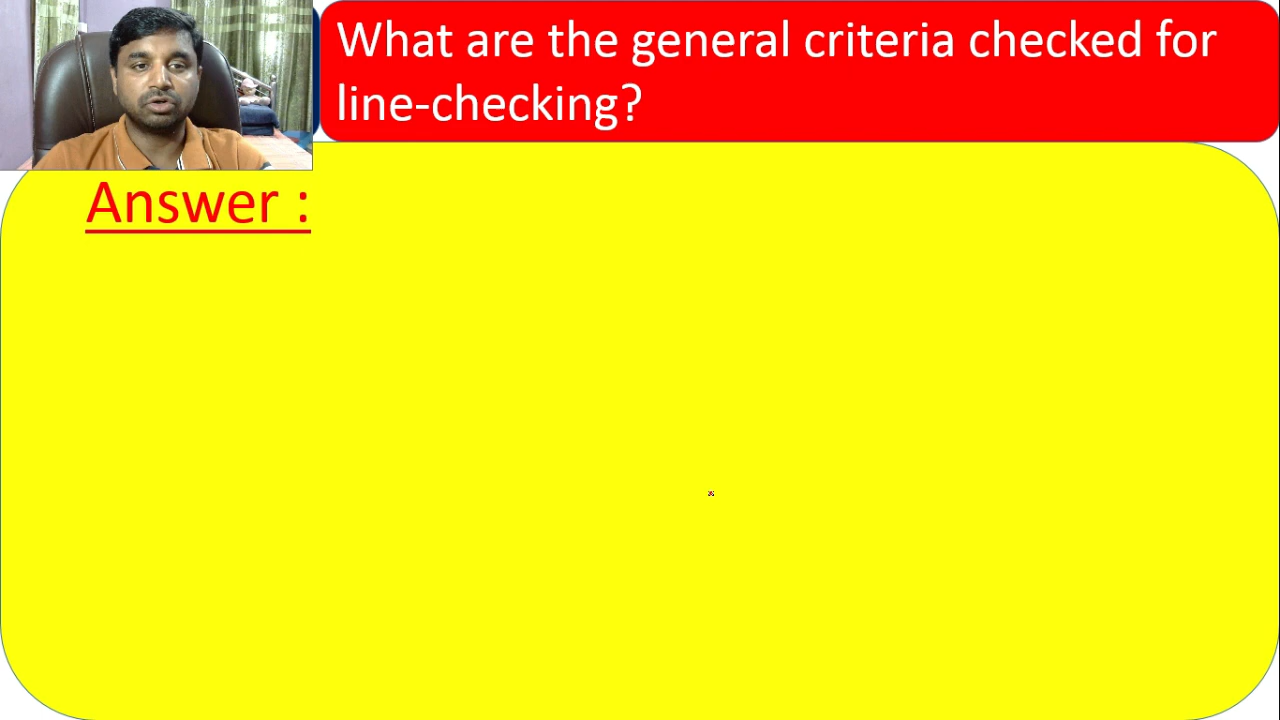 What are the general criteria checked for
line-checking?
Answer :